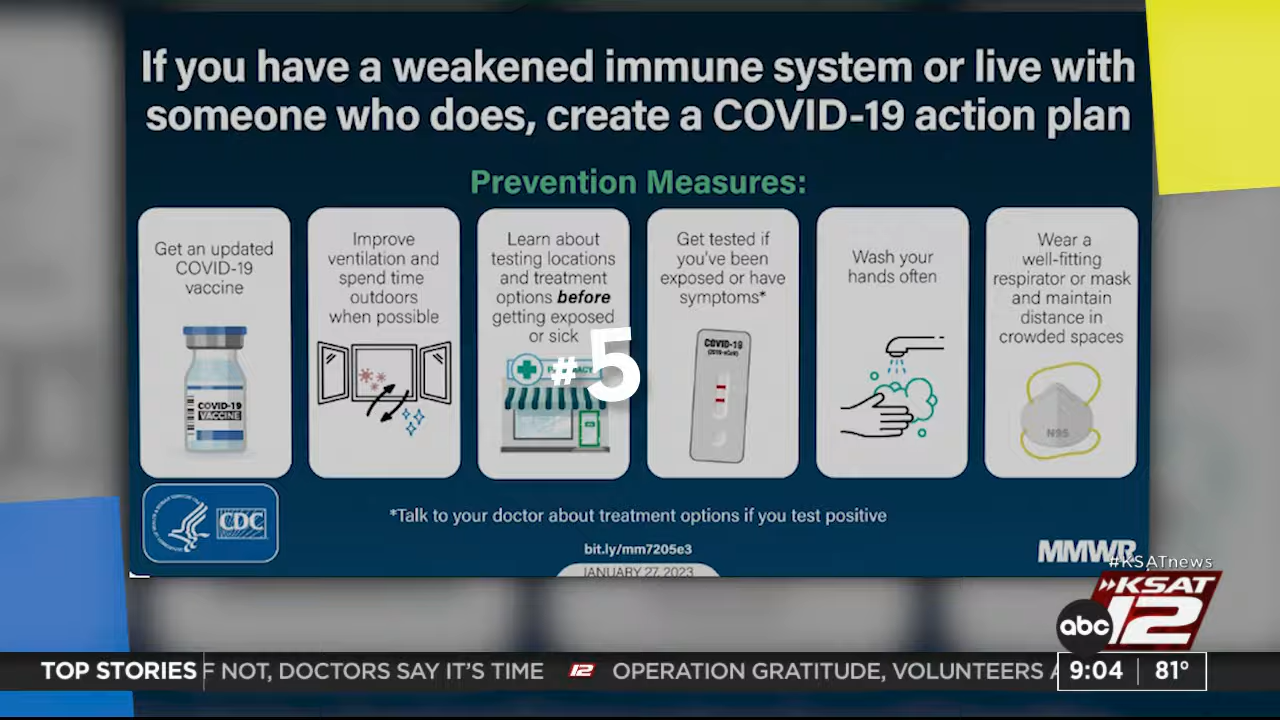 If you have a weakened immune system or live with
someone who does, create a COVID-19 action plan
Prevention Measures:
Get an updated
COVID-19
vaccine
COVID-19
VACCINE
Improve
ventilation and
spend time
outdoors
when possible
Learn about
testing locations
and treatment
options before
getting exposed
or sick
#5
Get tested if
you've been
exposed or have
symptoms*
COVID-19
Wash your
hands often
Wear a
well-fitting
respirator or mask
and maintain
distance in
crowded spaces
N95
CDC
*Talk to your doctor about treatment options if you test positive
bit.ly/mm7205e3
JANUARY 27, 2023
MMWR
#KSATnews
KSAT
12
abc
TOP STORIES
F NOT, DOCTORS SAY IT'S TIME 12 OPERATION GRATITUDE, VOLUNTEERS
9:04 81°